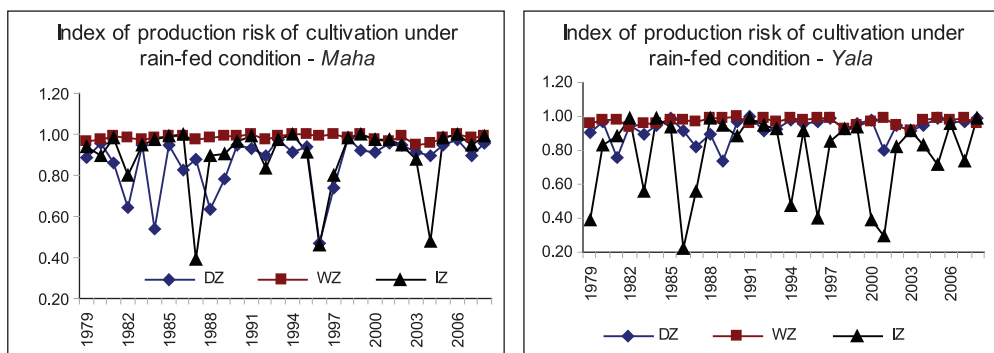 Index of production risk of cultivation under
rain-fed condition - Maha
1.20
1.00
0.80
0.60
0.40
0.20
DZ WZ IZ
1979 1982 1985 1988 1991 1994 1997 2000 2003 2006
Index of production risk of cultivation under
rain-fed condition - Yala
1.20
1.00
0.80
0.60
0.40
0.20
1979 1982 1985 1988 1991 1994 1997 2000 2003 2006
DZ WZ IZ